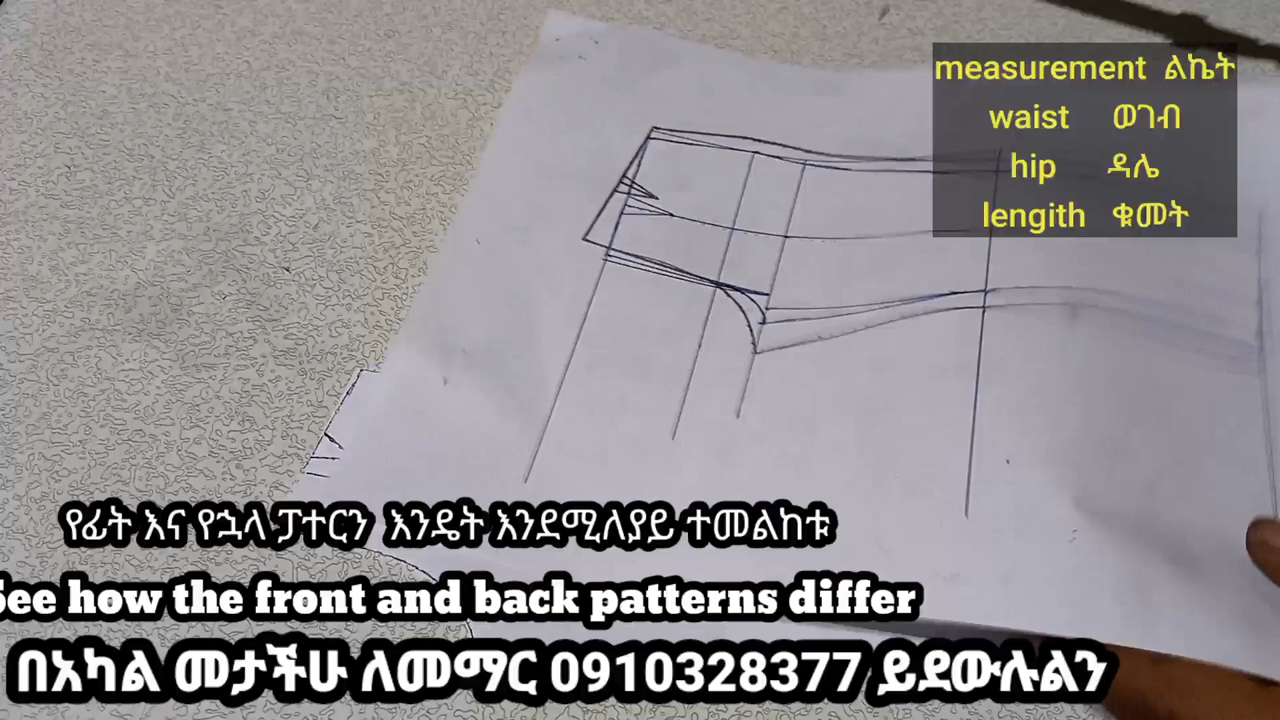 measurement ልኬት
waist ወገብ
hip ዳሌ
lengith ቁመት
የፊት እና የኋላ ፓተርን እንዴት እንደሚለያይ ተመልከቱ
See how the front and back patterns differ
በአካል መታችሁ ለመማር 0910328377 ይደውሉልን